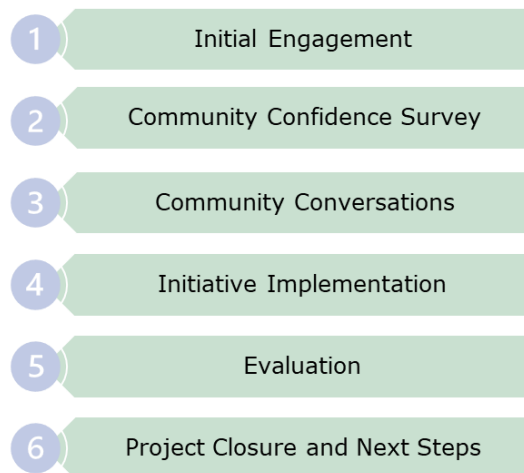 1 Initial Engagement
2 Community Confidence Survey
3 Community Conversations
4 Initiative Implementation
5 Evaluation
6 Project Closure and Next Steps